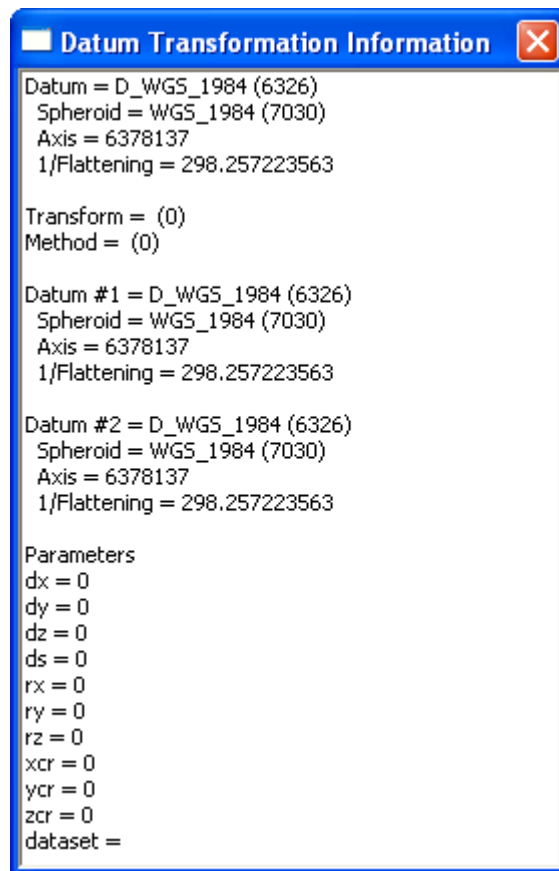 Datum Transformation Information
Datum = D_WGS_1984 (6326)
Spheroid = WGS_1984 (7030)
Axis = 6378137
1/Flattening = 298.257223563
Transform = (0)
Method = (0)
Datum #1 = D_WGS_1984 (6326)
Spheroid = WGS_1984 (7030)
Axis = 6378137
1/Flattening = 298.257223563
Datum #2 = D_WGS_1984 (6326)
Spheroid = WGS_1984 (7030)
Axis = 6378137
1/Flattening = 298.257223563
Parameters
dx = 0
dy = 0
dz = 0
ds = 0
rx = 0
ry = 0
rz = 0
xcr = 0
ycr = 0
zcr = 0
dataset =